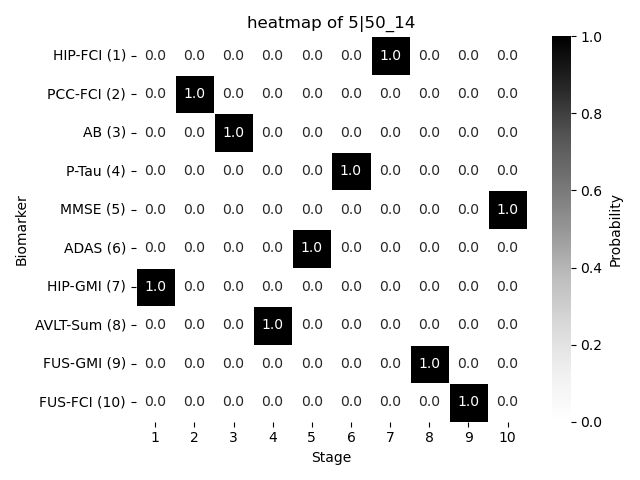 heatmap of 5|50_14
HIP-FCI (1) 0.0 0.0 0.0 0.0 0.0 0.0 1.0 0.0 0.0 0.0
PCC-FCI (2) 0.0 1.0 0.0 0.0 0.0 0.0 0.0 0.0 0.0 0.0
AB (3) 0.0 0.0 1.0 0.0 0.0 0.0 0.0 0.0 0.0 0.0
P-Tau (4) 0.0 0.0 0.0 0.0 0.0 1.0 0.0 0.0 0.0 0.0
MMSE (5) 0.0 0.0 0.0 0.0 0.0 0.0 0.0 0.0 0.0 1.0
ADAS (6) 0.0 0.0 0.0 0.0 1.0 0.0 0.0 0.0 0.0 0.0
HIP-GMI (7) 1.0 0.0 0.0 0.0 0.0 0.0 0.0 0.0 0.0 0.0
AVLT-Sum (8) 0.0 0.0 0.0 1.0 0.0 0.0 0.0 0.0 0.0 0.0
FUS-GMI (9) 0.0 0.0 0.0 0.0 0.0 0.0 0.0 1.0 0.0 0.0
FUS-FCI (10) 0.0 0.0 0.0 0.0 0.0 0.0 0.0 0.0 1.0 0.0
1 2 3 4 5 6 7 8 9 10
Stage
Biomarker
1.0
0.8
0.6
0.4
0.2
0.0
Probability